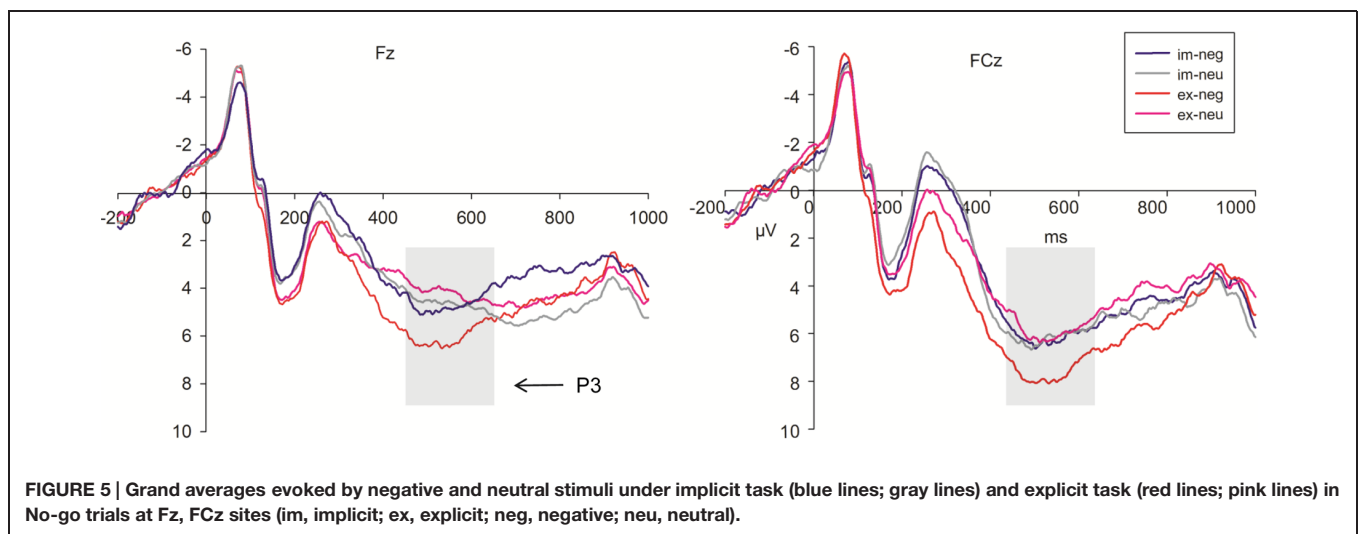 Fz
-6
-4
-2
0
2
4
6
8
10
-200
0
200
400
600
800
1000
← P3
FCz
-6
-4
-2
0
2
4
6
8
10
-200
0
200
400
600
800
1000
µV
ms
im-neg
im-neu
ex-neg
ex-neu
FIGURE 5 | Grand averages evoked by negative and neutral stimuli under implicit task (blue lines; gray lines) and explicit task (red lines; pink lines) in
No-go trials at Fz, FCz sites (im, implicit; ex, explicit; neg, negative; neu, neutral).